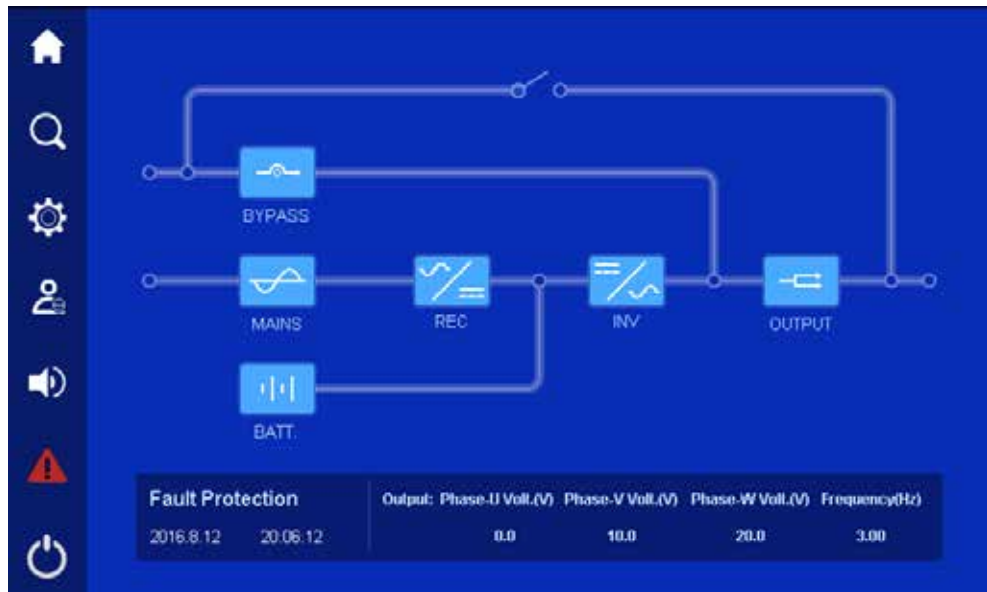 BYPASS
MAINS
REC
INV
OUTPUT
BATT.
Fault Protection
2016.8.12 20:06:12
Output: Phase-U Volt.(V) Phase-V Volt.(V) Phase-W Volt.(V) Frequency(Hz)
0.0 10.0 20.0 3.00